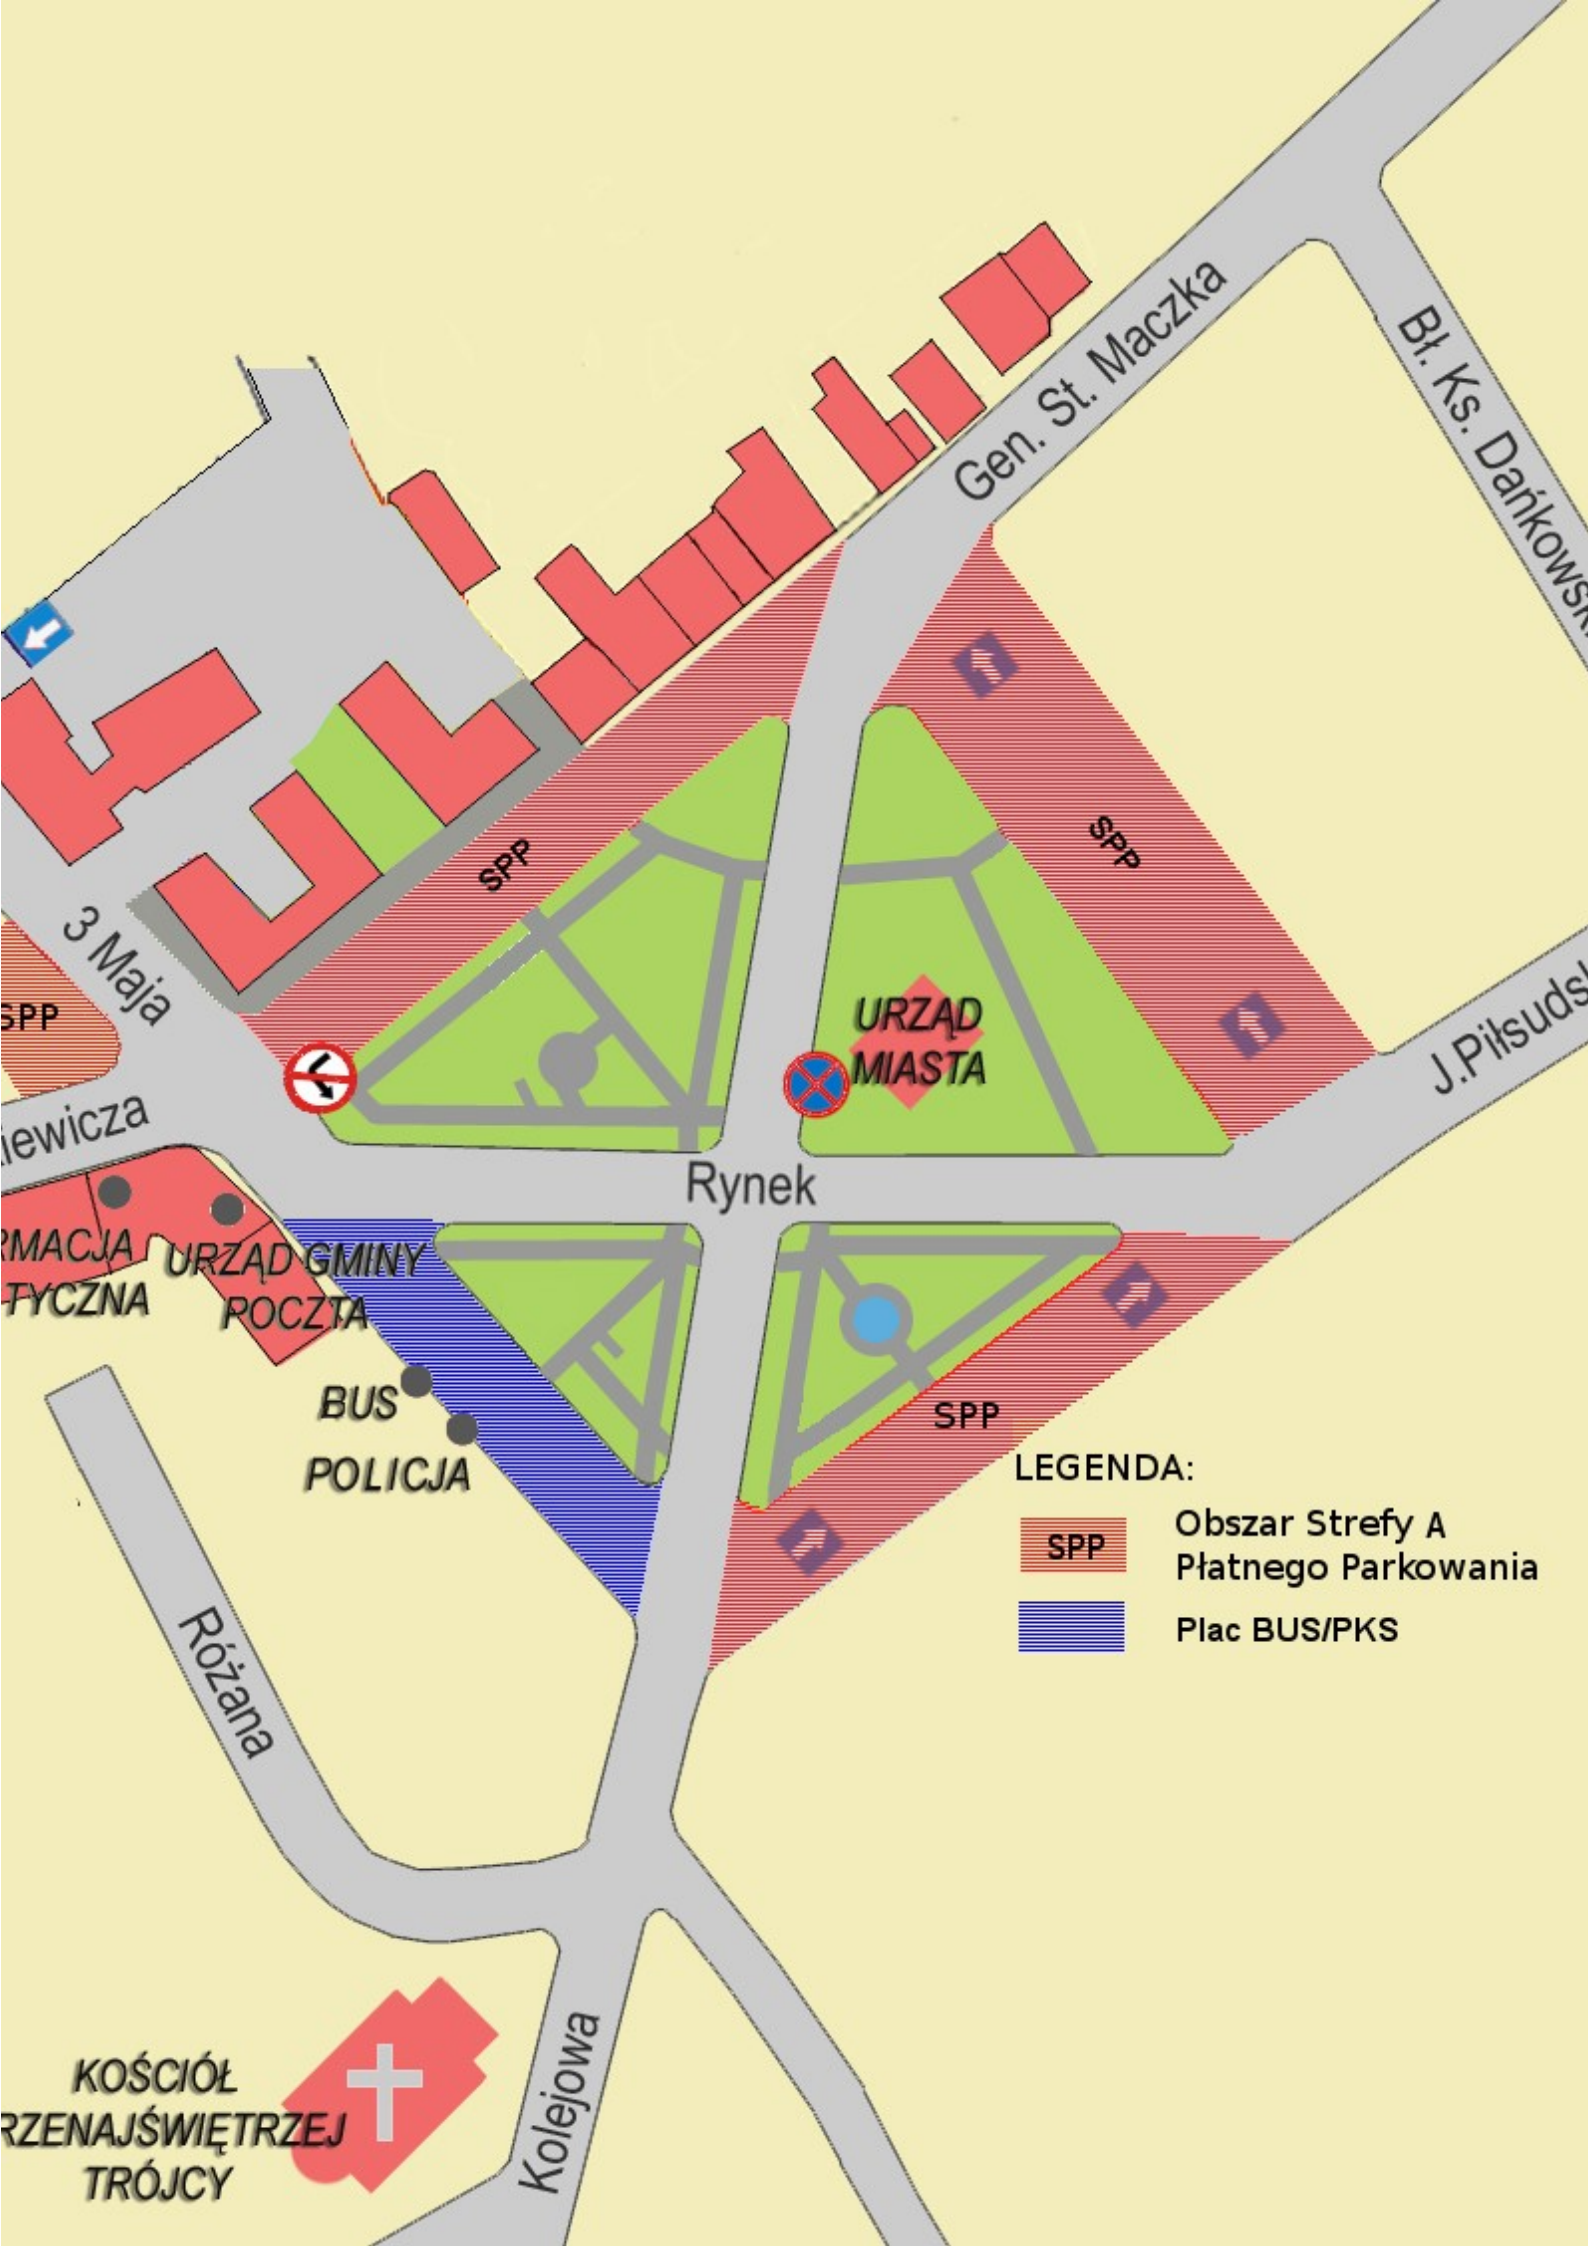 Gen. St. Maczka
Bł. Ks. Dańkowski
SPP
SPP
3 Maja
SPP
URZĄD
MIASTA
J.Piłsuds
iewicza
Rynek
RMACJA
TYCZNA
URZĄD GMINY
POCZTA
BUS
POLICJA
SPP
LEGENDA:
SPP
Obszar Strefy A
Płatnego Parkowania
Plac BUS/PKS
Różana
Kolejowa
KOŚCIÓŁ
RZENAJŚWIĘTRZEJ
TRÓJCY